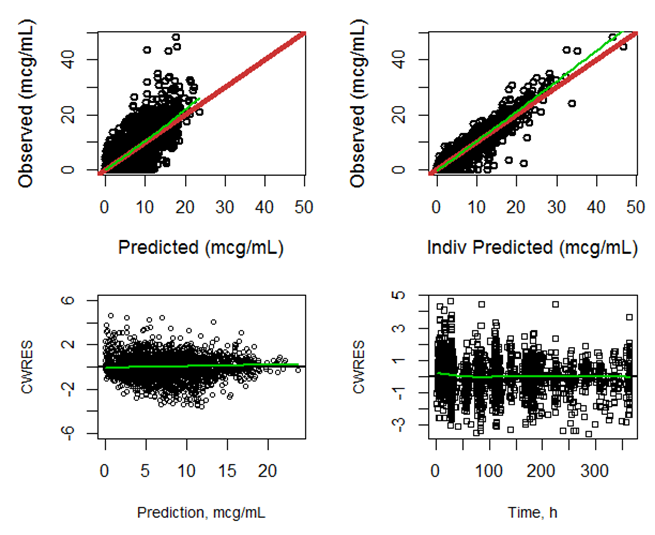 Observed (mcg/mL)
0 20 40
0 10 20 30 40 50
Predicted (mcg/mL)
Observed (mcg/mL)
0 20 40
0 10 20 30 40 50
Indiv Predicted (mcg/mL)
CWRES
-6 -2 2 6
0 5 10 15 20
Prediction, mcg/mL
CWRES
-3 -1 1 3 5
0 100 200 300
Time, h